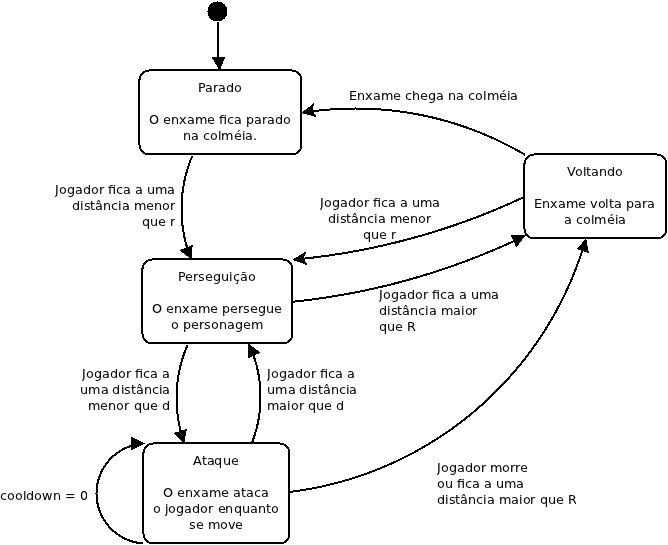 Parado
O enxame fica parado
na colméia.
Enxame chega na colméia
Voltando
Enxame volta para
a colméia
Jogador fica a uma
distância menor
que r
Jogador fica a uma
distância menor
que r
Perseguição
O enxame persegue
o personagem
Jogador fica a uma
distância maior
que R
Jogador fica a
uma distância
menor que d
Jogador fica a
uma distância
maior que d
Ataque
O enxame ataca
o jogador enquanto
se move
cooldown = 0
Jogador morre
ou fica a uma
distância maior que R